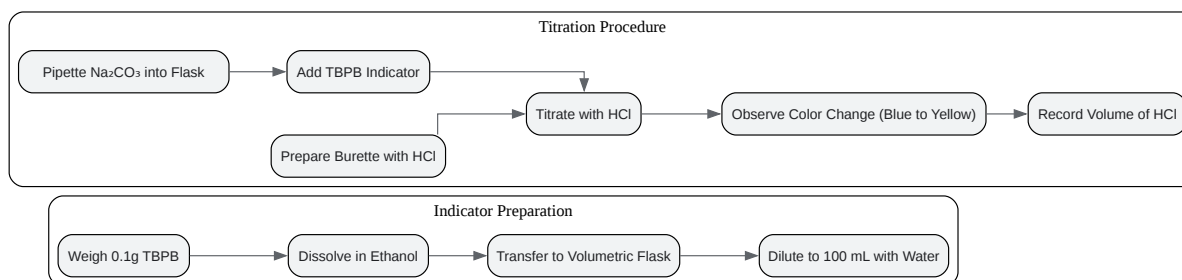 Titration Procedure
Pipette Na₂CO₃ into Flask
Add TBPB Indicator
Titrate with HCl
Observe Color Change (Blue to Yellow)
Record Volume of HCl
Prepare Burette with HCl
Indicator Preparation
Weigh 0.1g TBPB
Dissolve in Ethanol
Transfer to Volumetric Flask
Dilute to 100 mL with Water